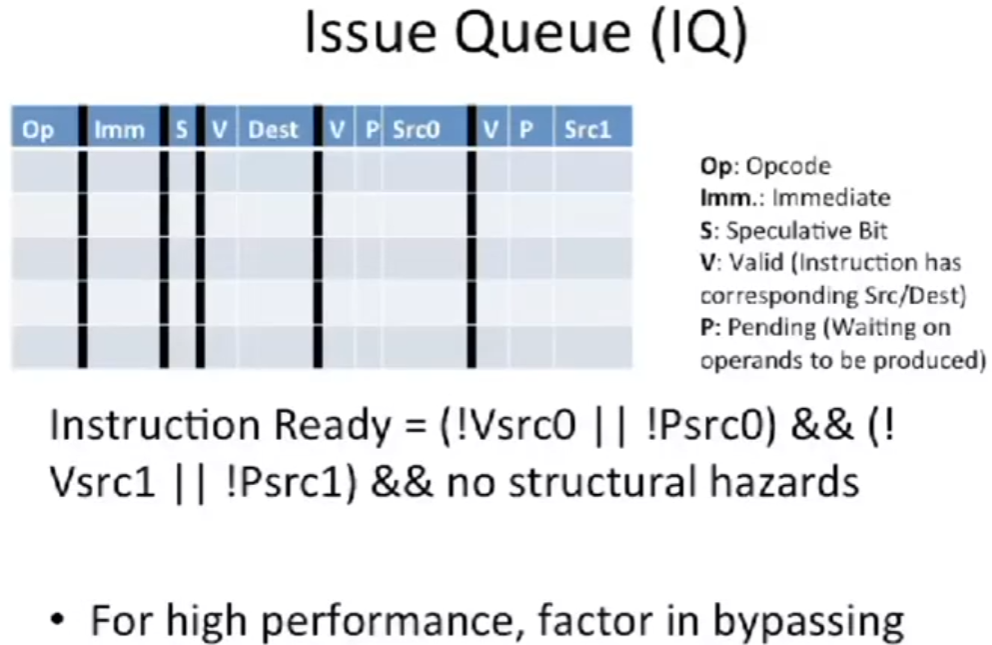 Issue Queue (IQ)
Op Imm S V Dest V P Src0 V P Src1
Op: Opcode
Imm.: Immediate
S: Speculative Bit
V: Valid (Instruction has
corresponding Src/Dest)
P: Pending (Waiting on
operands to be produced)
Instruction Ready = (!Vsrc0 || !Psrc0) && (!
Vsrc1 || !Psrc1) && no structural hazards
• For high performance, factor in bypassing